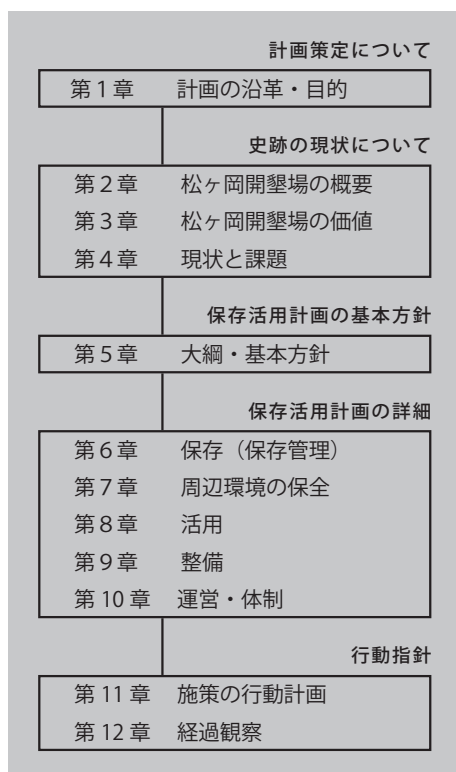 計画策定について
第1章 計画の沿革・目的
史跡の現状について
第2章 松ヶ岡開墾場の概要
第3章 松ヶ岡開墾場の価値
第4章 現状と課題
保存活用計画の基本方針
第5章 大綱・基本方針
保存活用計画の詳細
第6章 保存（保存管理）
第7章 周辺環境の保全
第8章 活用
第9章 整備
第10章 運営・体制
行動指針
第11章 施策の行動計画
第12章 経過観察